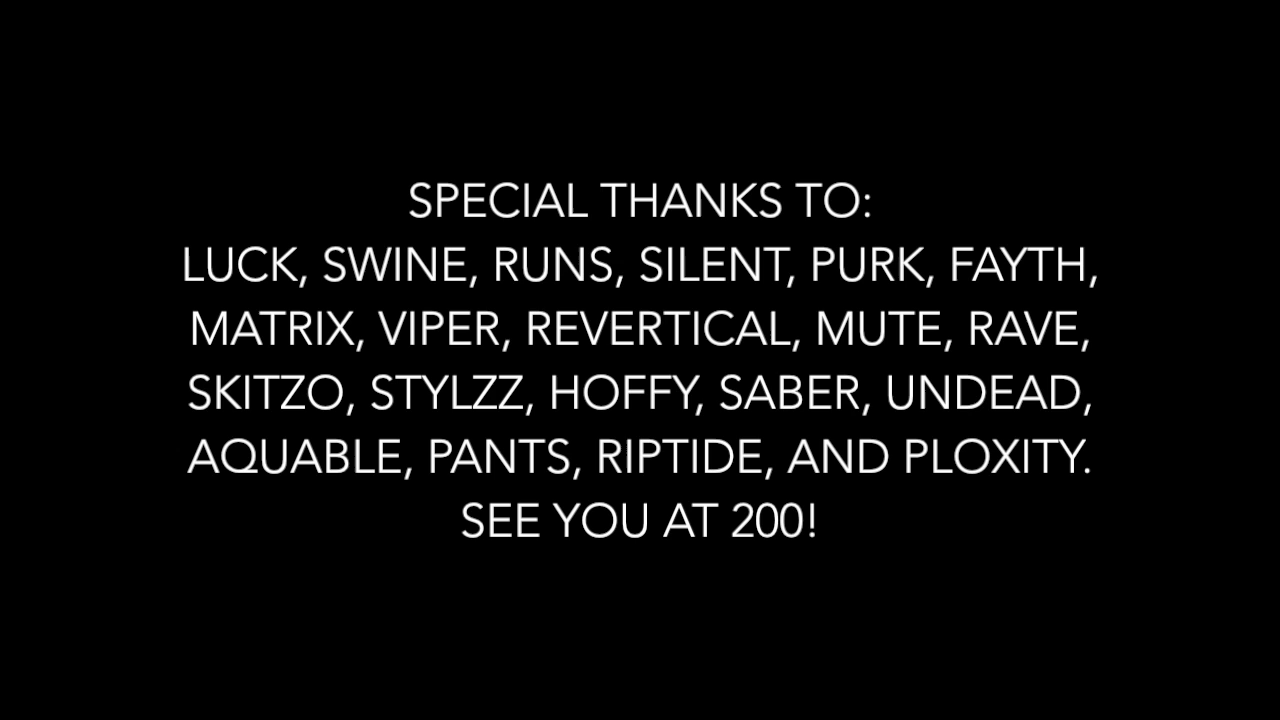 SPECIAL THANKS TO:
LUCK, SWINE, RUNS, SILENT, PURK, FAYTH,
MATRIX, VIPER, REVERTICAL, MUTE, RAVE,
SKITZO, STYLZZ, HOFFY, SABER, UNDEAD,
AQUABLE, PANTS, RIPTIDE, AND PLOXITY.
SEE YOU AT 200!